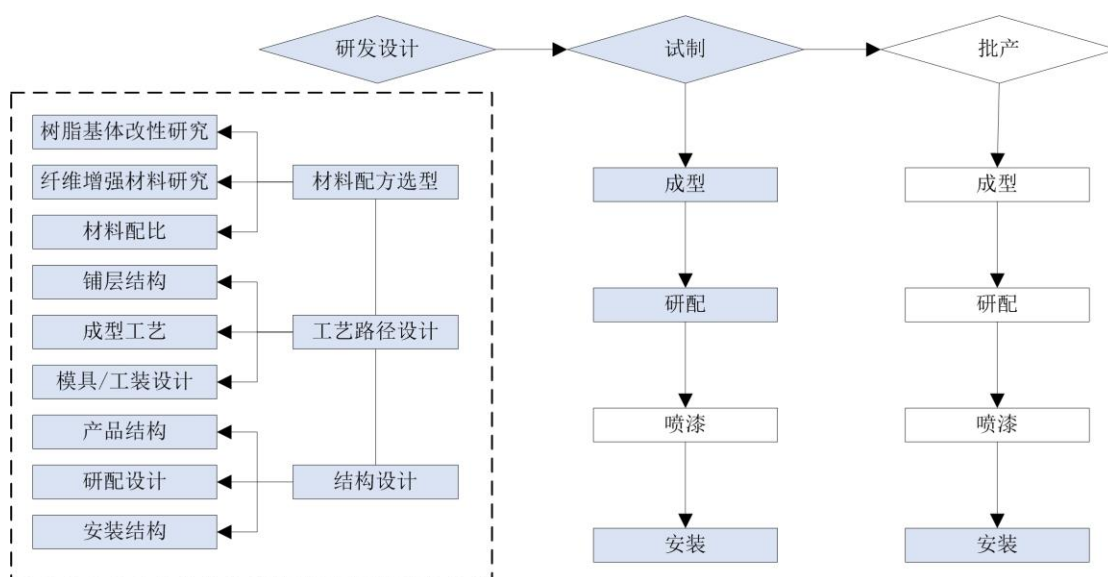 研发设计
试制
批产
树脂基体改性研究
纤维增强材料研究
材料配比
材料配方选型
铺层结构
成型工艺
模具/工装设计
工艺路径设计
产品结构
研配设计
安装结构
结构设计
成型
研配
喷漆
安装
成型
研配
喷漆
安装